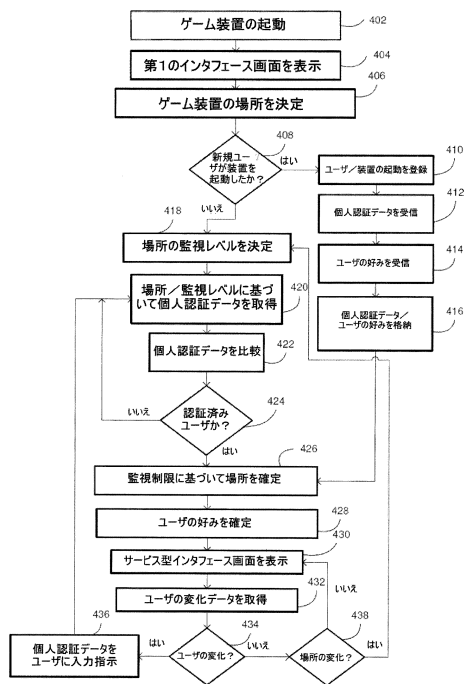 ゲーム装置の起動
402
第1のインタフェース画面を表示
404
ゲーム装置の場所を決定
406
新規ユー
ザが装置を
起動したか？
408
はい
いいえ
ユーザ／装置の起動を登録
410
個人認証データを受信
412
ユーザの好みを受信
414
個人認証データ／
ユーザの好みを格納
416
場所の監視レベルを決定
418
場所／監視レベルに基づ
いて個人認証データを取得
420
個人認証データを比較
422
認証済み
ユーザか？
424
いいえ
はい
監視制限に基づいて場所を確定
426
ユーザの好みを確定
428
サービス型インタフェース画面を表示
430
ユーザの変化データを取得
432
ユーザの変化？
434
はい
いいえ
個人認証データを
ユーザに入力指示
436
場所の変化？
438
いいえ
はい